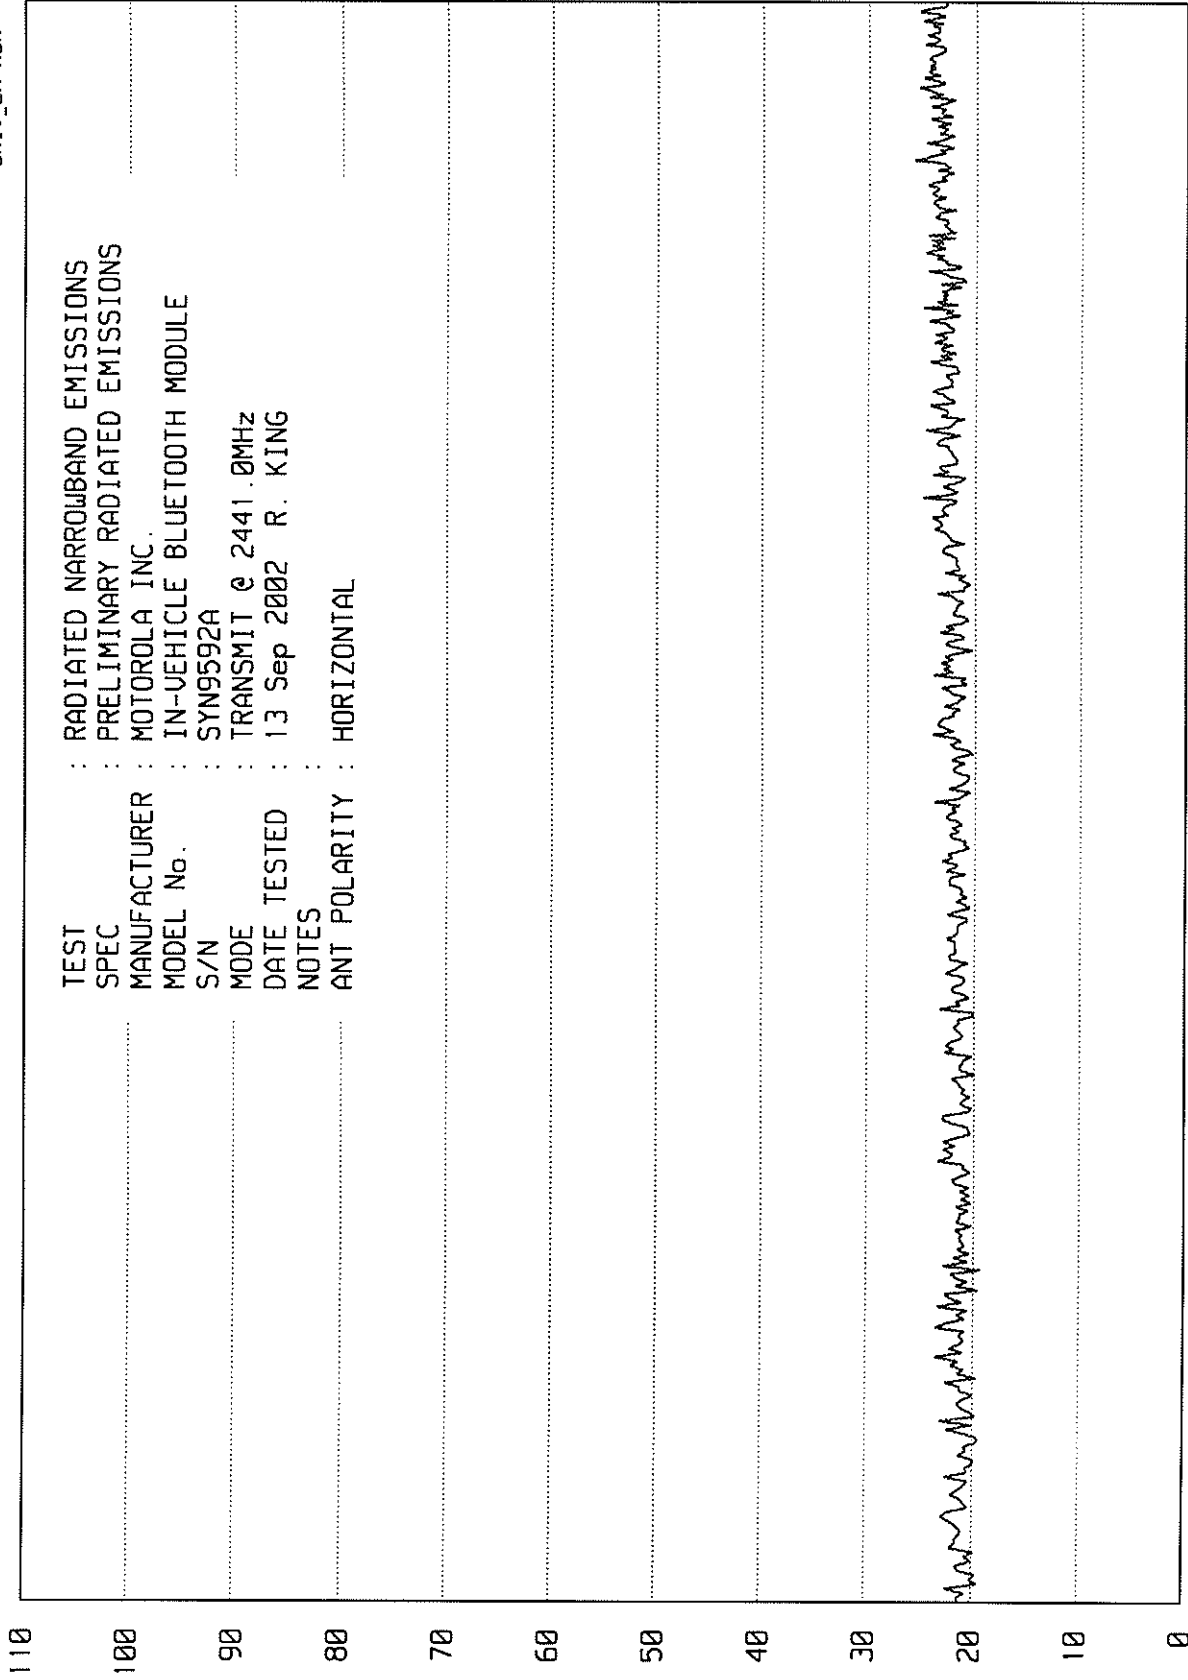 TEST : RADIATED NARROWBAND EMISSIONS
SPEC : PRELIMINARY RADIATED EMISSIONS
MANUFACTURER : MOTOROLA INC.
MODEL No. : IN-VEHICLE BLUETOOTH MODULE
S/N : SYN9592A
MODE : TRANSMIT @ 2441.0MHz
DATE TESTED : 13 Sep 2002 R. KING
NOTES :
ANT POLARITY : HORIZONTAL
110
100
90
80
70
60
50
40
30
20
10
0